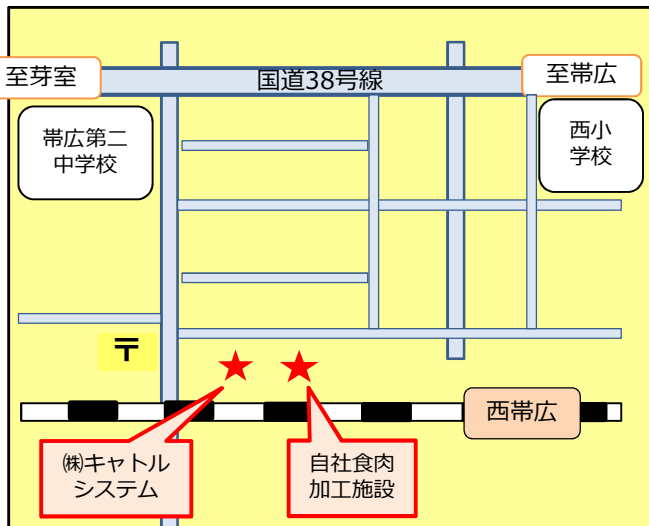 至芽室
国道38号線
至帯広
帯広第二
中学校
西小
学校
〒
西帯広
㈱キャトル
システム
自社食肉
加工施設